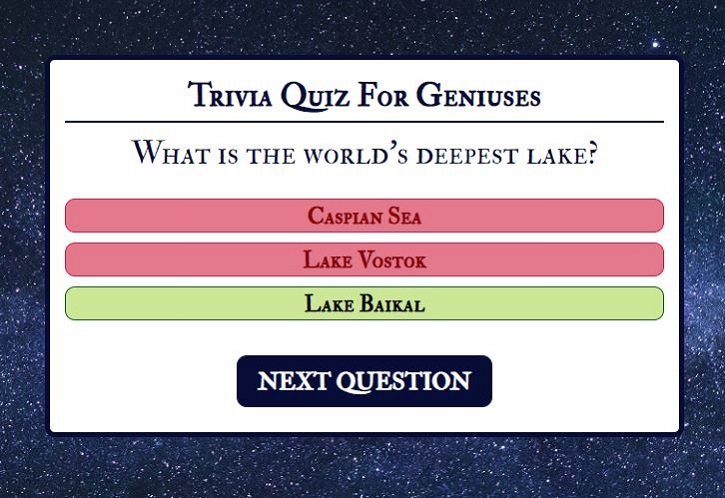 Trivia Quiz For Geniuses
What is the world's deepest lake?
Caspian Sea
Lake Vostok
Lake Baikal
NEXT QUESTION